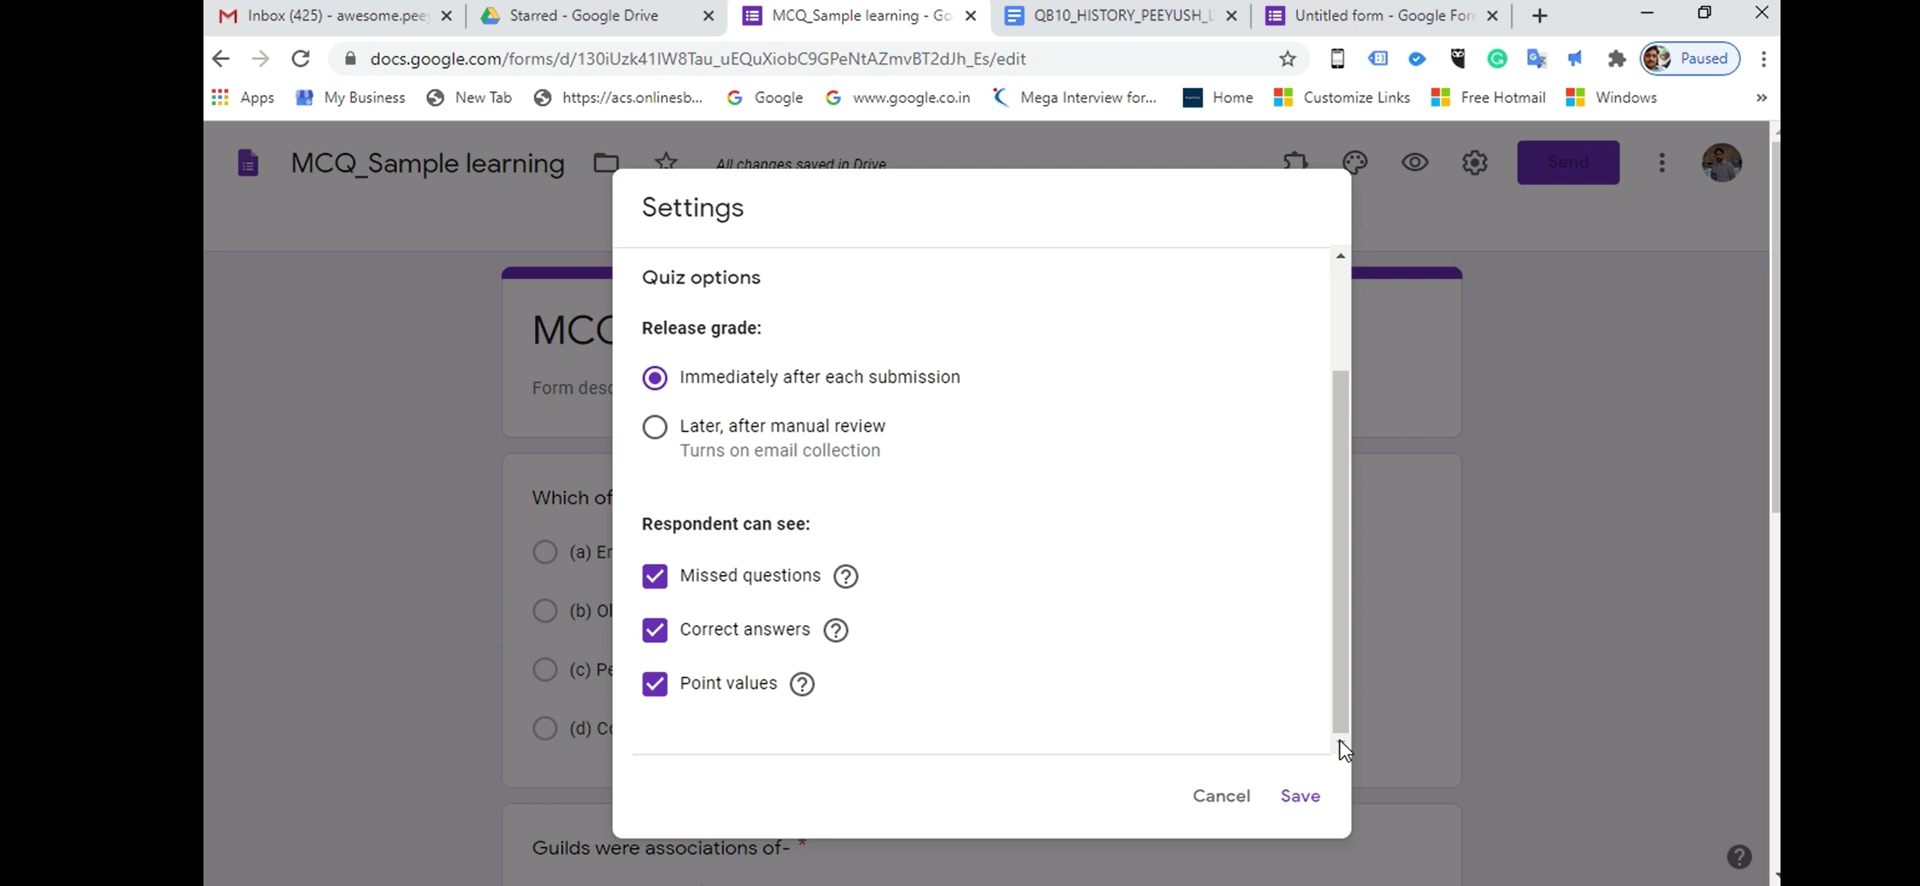 Inbox (425) - awesome.pee
Starred - Google Drive
MCQ_Sample learning - Go
QB10_HISTORY_PEEYUSH_
Untitled form - Google For
docs.google.com/forms/d/130iUzk41lW8Tau_uEQuXiobC9GPeNtAZmvBT2dJh_Es/edit
Paused
Apps
My Business
New Tab
https://acs.onlinesb...
Google
www.google.co.in
Mega Interview for...
Home
Customize Links
Free Hotmail
Windows
»
MCQ_Sample learning
All changes saved in Drive
Send
Settings
Quiz options
Release grade:
Immediately after each submission
Later, after manual review
Turns on email collection
Respondent can see:
Missed questions
Correct answers
Point values
Cancel
Save
MCQ
Form desc
Which of
(a) Er
(b) Ol
(c) Pe
(d) Co
Guilds were associations of- *